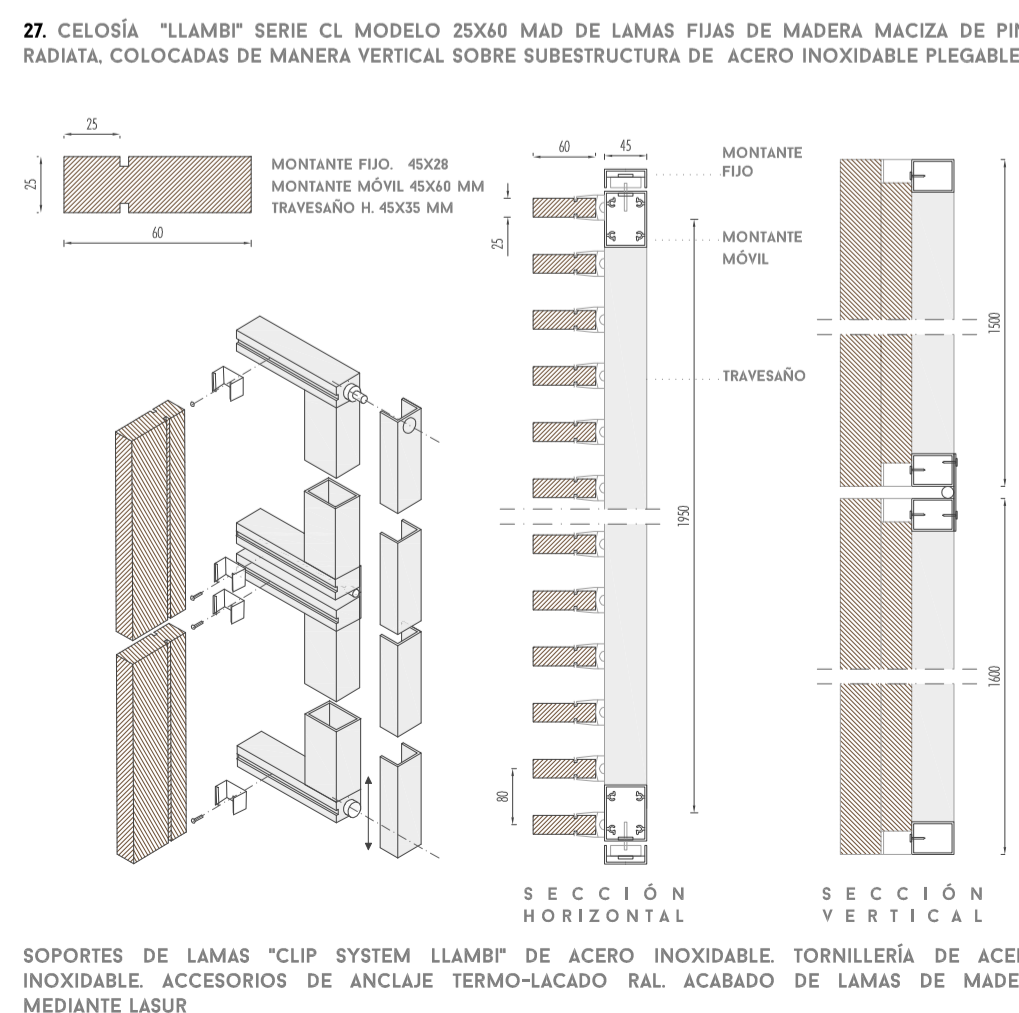 27. CELOSÍA "LLAMBI" SERIE CL MODELO 25X60 MAD DE LAMAS FIJAS DE MADERA MACIZA DE
RADIATA, COLOCADAS DE MANERA VERTICAL SOBRE SUBESTRUCTURA DE ACERO INOXIDABLE PLEGABLE
25
25
60
MONTANTE FIJO. 45X28
MONTANTE MÓVIL 45X60 MM
TRAVESAÑO H. 45X35 MM
60
45
25
80
1950
MONTANTE
FIJO
MONTANTE
MÓVIL
TRAVESAÑO
1500
1600
SECCIÓN
HORIZONTAL
SECCIÓN
VERTICAL
SOPORTES DE LAMAS "CLIP SYSTEM LLAMBI" DE ACERO INOXIDABLE. TORNILLERÍA DE
INOXIDABLE. ACCESORIOS DE ANCLAJE TERMO-LACADO RAL. ACABADO DE LAMAS DE
MEDIANTE LASUR